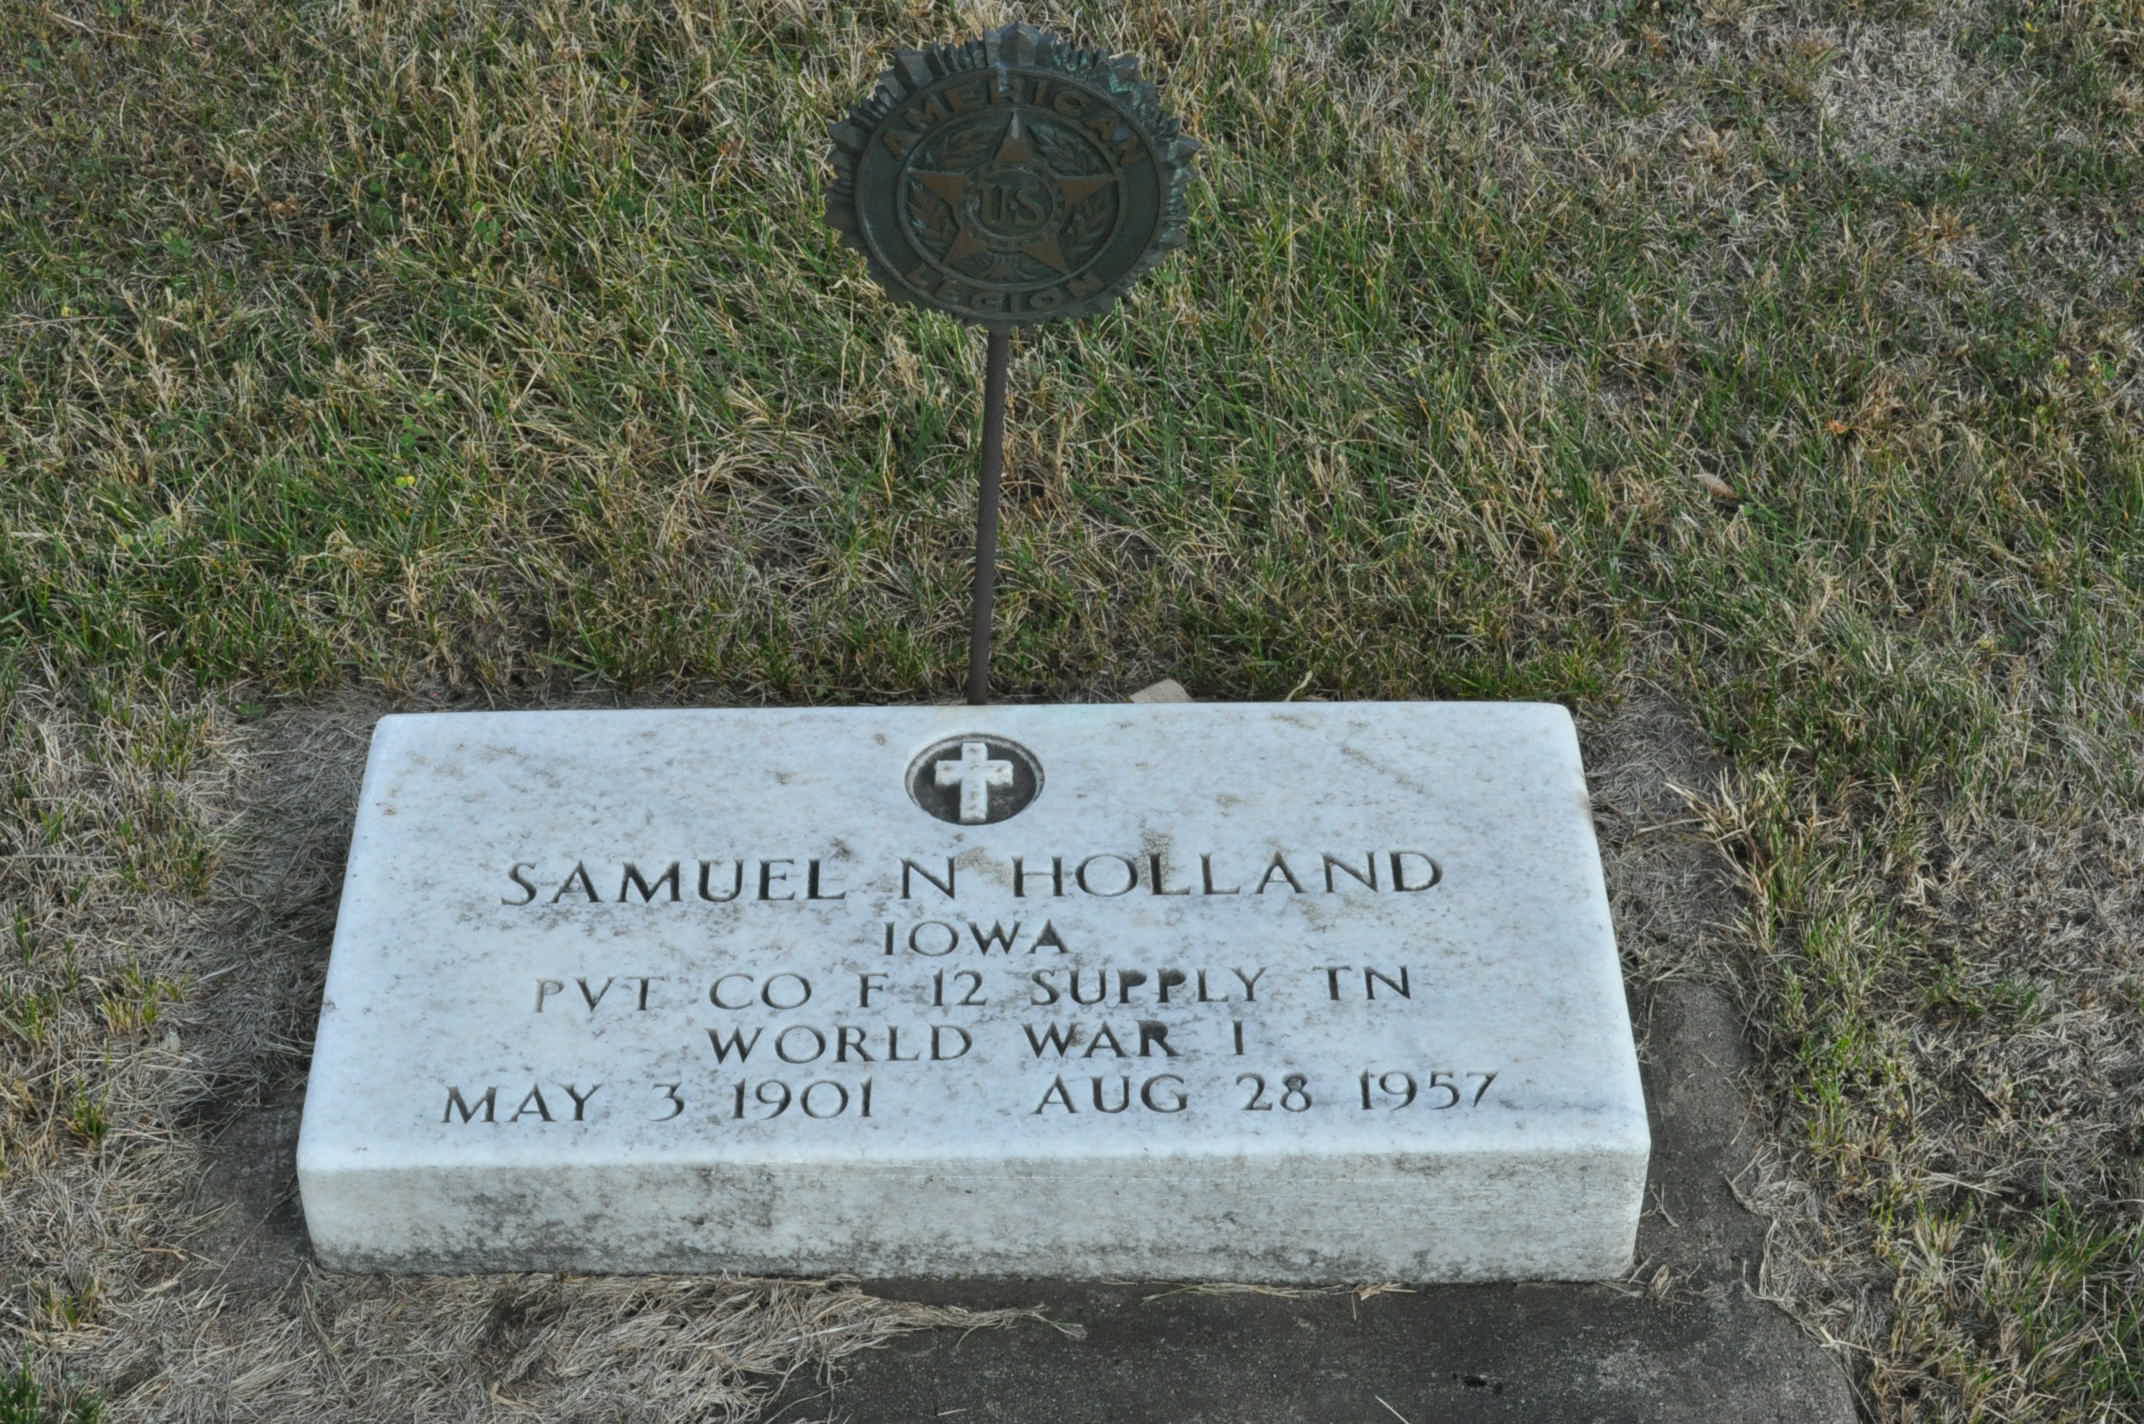 AMERICAN
US
LEGION
SAMUEL N HOLLAND
IOWA
PVT CO F 12 SUPPLY TN
WORLD WAR I
MAY 3 1901 AUG 28 1957